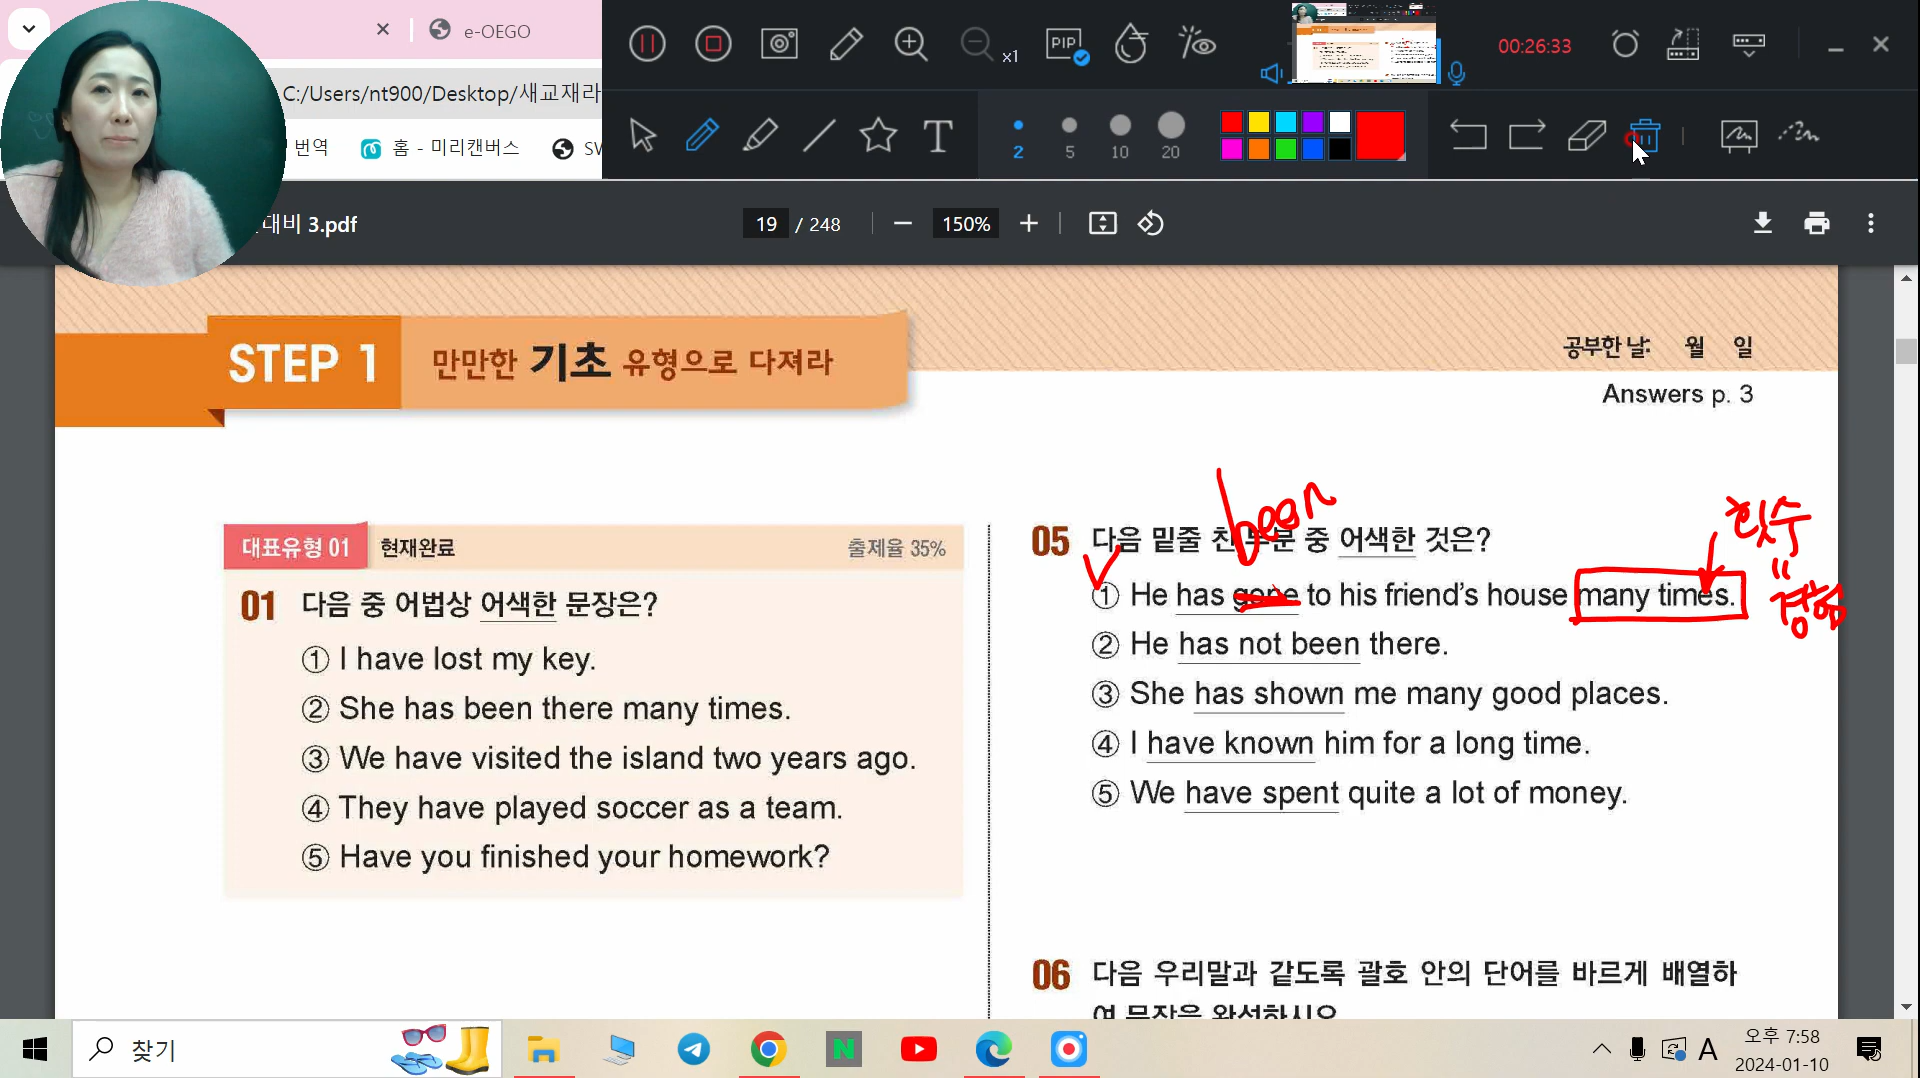 e-OEGO
C:/Users/nt900/Desktop/새교재라
번역
홈 - 미리캔버스
SW
x1
PIP
00:26:33
T
2
5
10
20
대비 3.pdf
19 / 248
150%
STEP 1 만만한 기초 유형으로 다져라
공부한 날: 월 일
Answers p. 3
대표유형 01 현재완료 출제율 35%
01 다음 중 어법상 어색한 문장은?
① I have lost my key.
② She has been there many times.
③ We have visited the island two years ago.
④ They have played soccer as a team.
⑤ Have you finished your homework?
been
횟수
=
경험
05 다음 밑줄 친 부분 중 어색한 것은?
① He has gone to his friend's house many times.
② He has not been there.
③ She has shown me many good places.
④ I have known him for a long time.
⑤ We have spent quite a lot of money.
06 다음 우리말과 같도록 괄호 안의 단어를 바르게 배열하
여 문장을 완성하시오
찾기
N
A
오후 7:58
2024-01-10